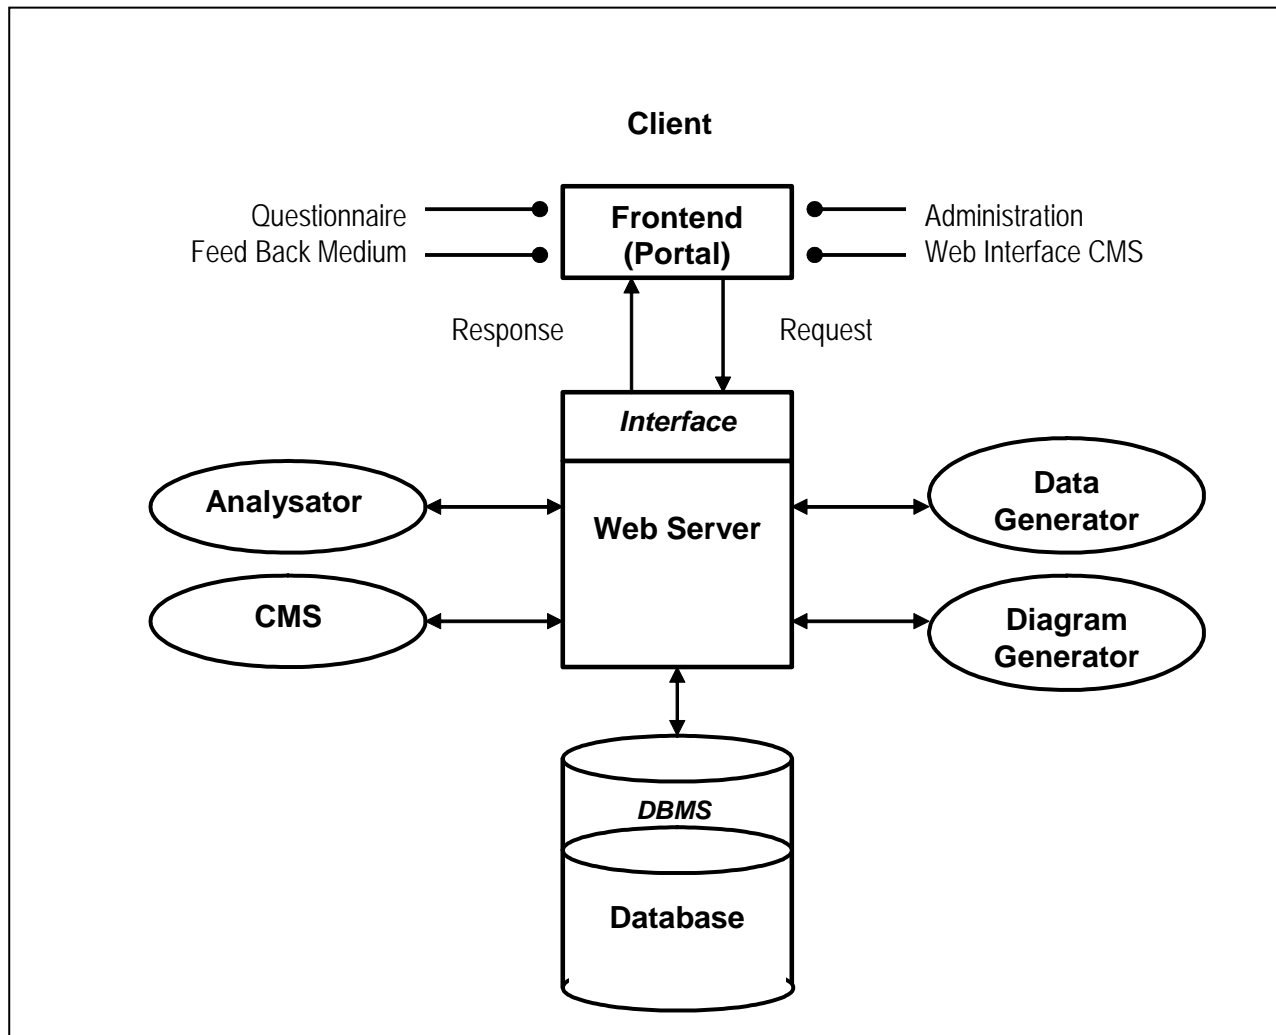 Client
Questionnaire
Feed Back Medium
Frontend
(Portal)
Administration
Web Interface CMS
Response
Request
Interface
Analysator
Web Server
Data
Generator
CMS
Diagram
Generator
DBMS
Database